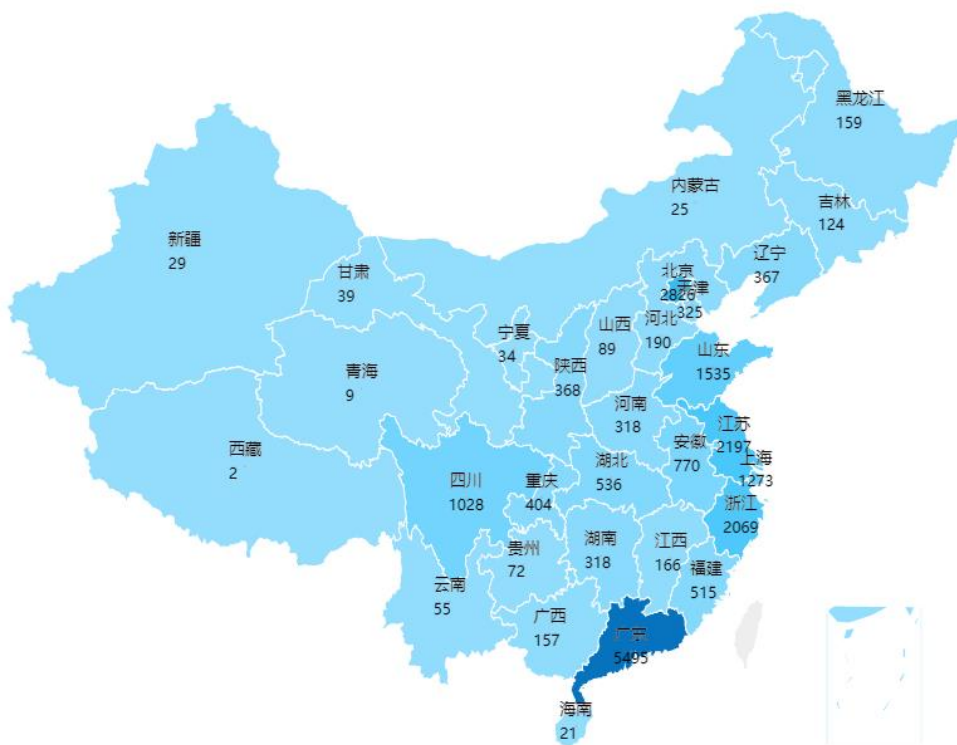 黑龙江
159
内蒙古
25
吉林
124
新疆
29
辽宁
367
甘肃
39
北京
2826
天津
325
河北
190
山西
89
宁夏
34
山东
1535
陕西
368
青海
9
河南
318
江苏
2197
安徽
770
西藏
2
上海
1273
四川
1028
重庆
404
湖北
536
浙江
2069
贵州
72
湖南
318
江西
166
福建
515
云南
55
广西
157
广东
5495
海南
21